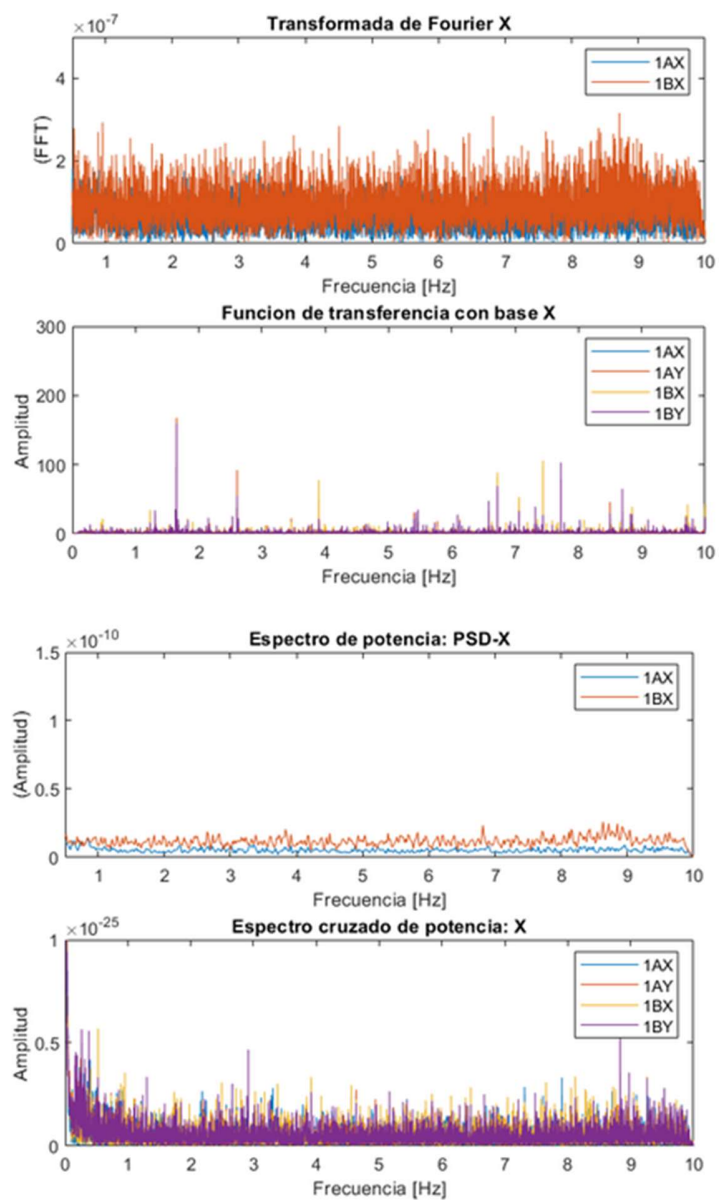 ×10-7
Transformada de Fourier X
4
2
0
(FFT)
1AX
1BX
1 2 3 4 5 6 7 8 9 10
Frecuencia [Hz]
Funcion de transferencia con base X
300
200
100
0
Amplitud
1AX
1AY
1BX
1BY
0 1 2 3 4 5 6 7 8 9 10
Frecuencia [Hz]
×10-10
Espectro de potencia: PSD-X
1.5
1
0.5
0
(Amplitud)
1AX
1BX
1 2 3 4 5 6 7 8 9 10
Frecuencia [Hz]
×10-25
Espectro cruzado de potencia: X
1
0.5
0
Amplitud
1AX
1AY
1BX
1BY
0 1 2 3 4 5 6 7 8 9 10
Frecuencia [Hz]